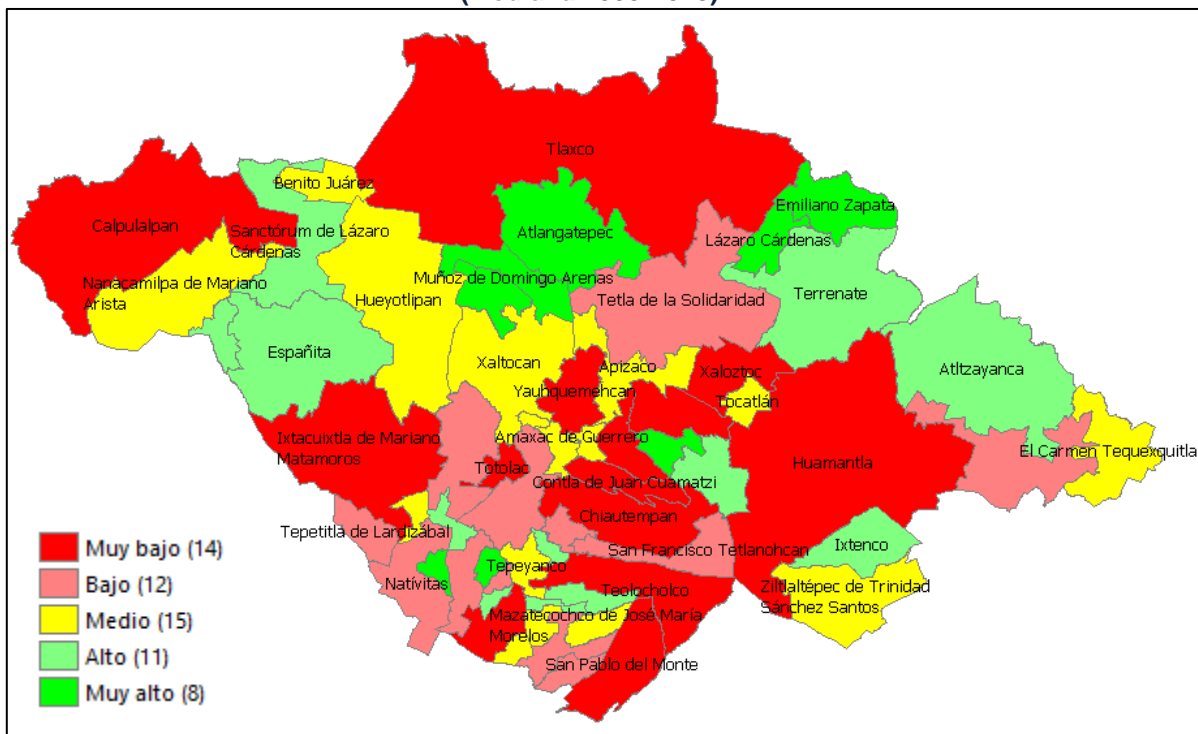 Tlaxco
Benito Juárez
Calpulalpan
Sanctórum de Lázaro
Cárdenas
Emiliano Zapata
Atlangatepec
Lázaro Cárdenas
Nanacamilpa de Mariano
Arista
Muñoz de Domingo Arenas
Hueyotlipan
Tetla de la Solidaridad
Terrenate
Españita
Xaltocan
Apizaco
Xaloztoc
Atltzayanca
Yauhquemehcan
Tocatlán
Ixtacuixtla de Mariano
Matamoros
Amaxac de Guerrero
El Carmen Tequexquitla
Totolac
Huamantla
Contla de Juan Cuamatzi
Chiautempan
Tepetitla de Lardizábal
San Francisco Tetlanohcan
Ixtenco
Natívitas
Tepeyanco
Teolocholco
Ziltlaltépec de Trinidad
Sánchez Santos
Mazatecochco de José María
Morelos
San Pablo del Monte
Muy bajo (14)
Bajo (12)
Medio (15)
Alto (11)
Muy alto (8)